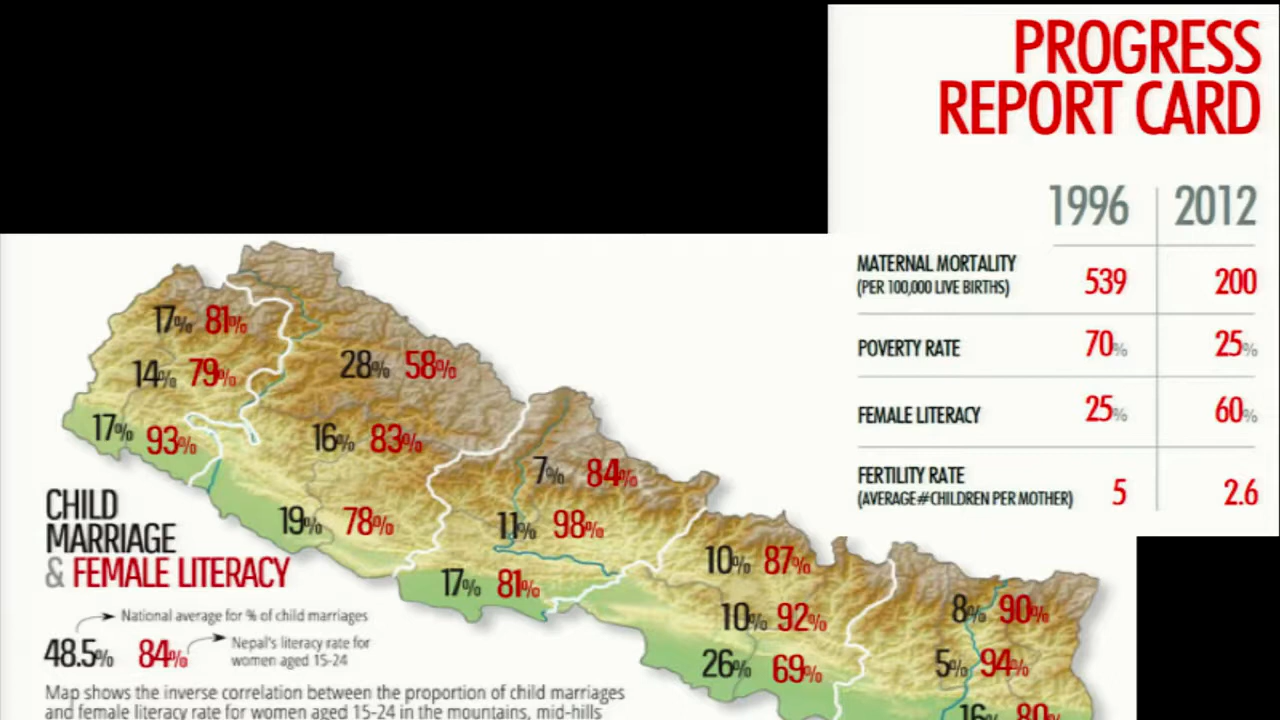 PROGRESS
REPORT CARD
1996 2012
MATERNAL MORTALITY
(PER 100,000 LIVE BIRTHS)
539 200
POVERTY RATE 70% 25%
FEMALE LITERACY 25% 60%
FERTILITY RATE
(AVERAGE # CHILDREN PER MOTHER)
5 2.6
17% 81%
28% 58%
14% 79%
17% 93%
16% 83%
7% 84%
19% 78%
11% 98%
10% 87%
17% 81%
10% 92%
8% 90%
26% 69%
5% 94%
16% 80%
CHILD
MARRIAGE
& FEMALE LITERACY
National average for % of child marriages
48.5% 84%
Nepal's literacy rate for
women aged 15-24
Map shows the inverse correlation between the proportion of child marriages
and female literacy rate for women aged 15-24 in the mountains, mid-hills